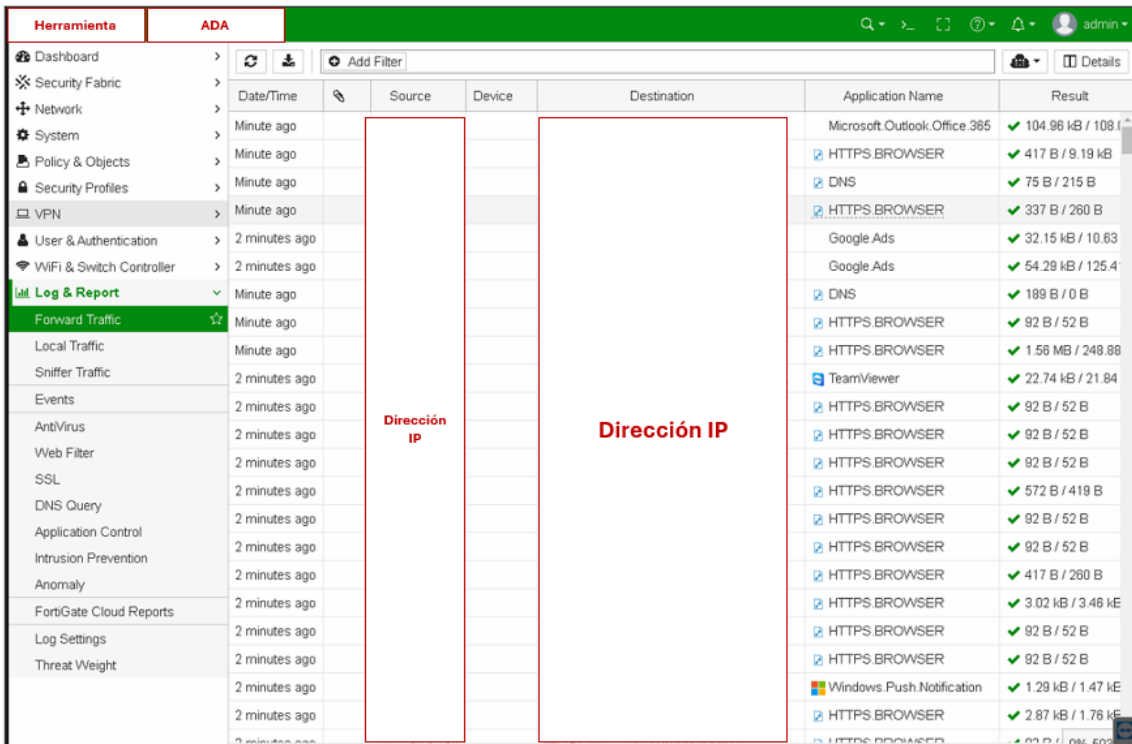 Herramienta ADA admin
Dashboard
Security Fabric
Network
System
Policy & Objects
Security Profiles
VPN
User & Authentication
WiFi & Switch Controller
Log & Report
Forward Traffic
Local Traffic
Sniffer Traffic
Events
AntiVirus
Web Filter
SSL
DNS Query
Application Control
Intrusion Prevention
Anomaly
FortiGate Cloud Reports
Log Settings
Threat Weight
Add Filter Details
Date/Time Source Device Destination Application Name Result
Minute ago Microsoft.Outlook.Office.365 104.96 kB / 108.
Minute ago HTTPS.BROWSER 417 B / 9.19 kB
Minute ago DNS 75 B / 215 B
Minute ago HTTPS.BROWSER 337 B / 260 B
2 minutes ago Google.Ads 32.15 kB / 10.63
2 minutes ago Google.Ads 54.29 kB / 125.4
Minute ago DNS 189 B / 0 B
Minute ago HTTPS.BROWSER 92 B / 52 B
Minute ago HTTPS.BROWSER 1.56 MB / 248.88
2 minutes ago TeamViewer 22.74 kB / 21.84
2 minutes ago HTTPS.BROWSER 92 B / 52 B
Dirección
IP
Dirección IP
2 minutes ago HTTPS.BROWSER 92 B / 52 B
2 minutes ago HTTPS.BROWSER 92 B / 52 B
2 minutes ago HTTPS.BROWSER 572 B / 419 B
2 minutes ago HTTPS.BROWSER 92 B / 52 B
2 minutes ago HTTPS.BROWSER 92 B / 52 B
2 minutes ago HTTPS.BROWSER 417 B / 260 B
2 minutes ago HTTPS.BROWSER 3.02 kB / 3.46 kB
2 minutes ago HTTPS.BROWSER 92 B / 52 B
2 minutes ago HTTPS.BROWSER 92 B / 52 B
2 minutes ago Windows.Push.Notification 1.29 kB / 1.47 kB
2 minutes ago HTTPS.BROWSER 2.87 kB / 1.76 kB
2 minutes ago HTTPS.BROWSER